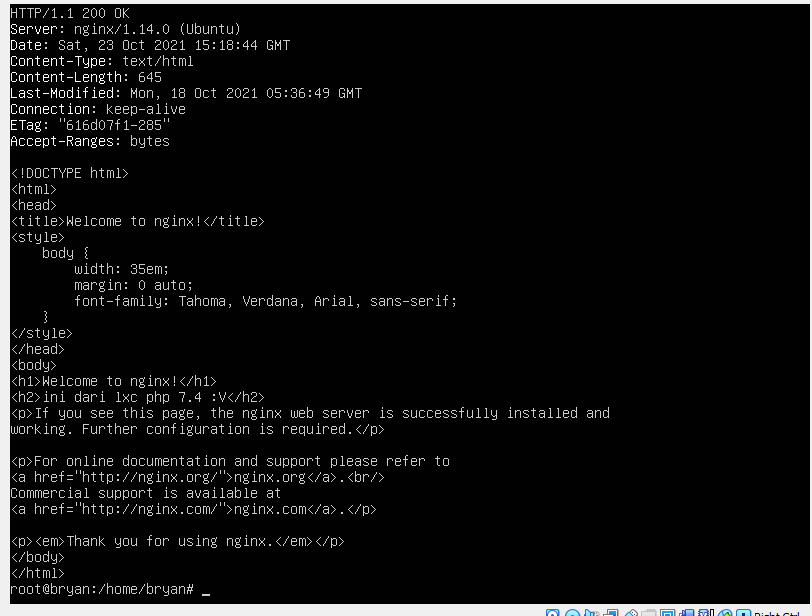 HTTP/1.1 200 OK
Server: nginx/1.14.0 (Ubuntu)
Date: Sat, 23 Oct 2021 15:18:44 GMT
Content-Type: text/html
Content-Length: 645
Last-Modified: Mon, 18 Oct 2021 05:36:49 GMT
Connection: keep-alive
ETag: "616d07f1-285"
Accept-Ranges: bytes

<!DOCTYPE html>
<html>
<head>
<title>Welcome to nginx!</title>
<style>
    body {
        width: 35em;
        margin: 0 auto;
        font-family: Tahoma, Verdana, Arial, sans-serif;
    }
</style>
</head>
<body>
<h1>Welcome to nginx!</h1>
<h2>ini dari lxc php 7.4 :V</h2>
<p>If you see this page, the nginx web server is successfully installed and
working. Further configuration is required.</p>

<p>For online documentation and support please refer to
<a href="http://nginx.org/">nginx.org</a>.<br/>
Commercial support is available at
<a href="http://nginx.com/">nginx.com</a>.</p>

<p><em>Thank you for using nginx.</em></p>
</body>
</html>
root@bryan:/home/bryan# _
Right Ctrl